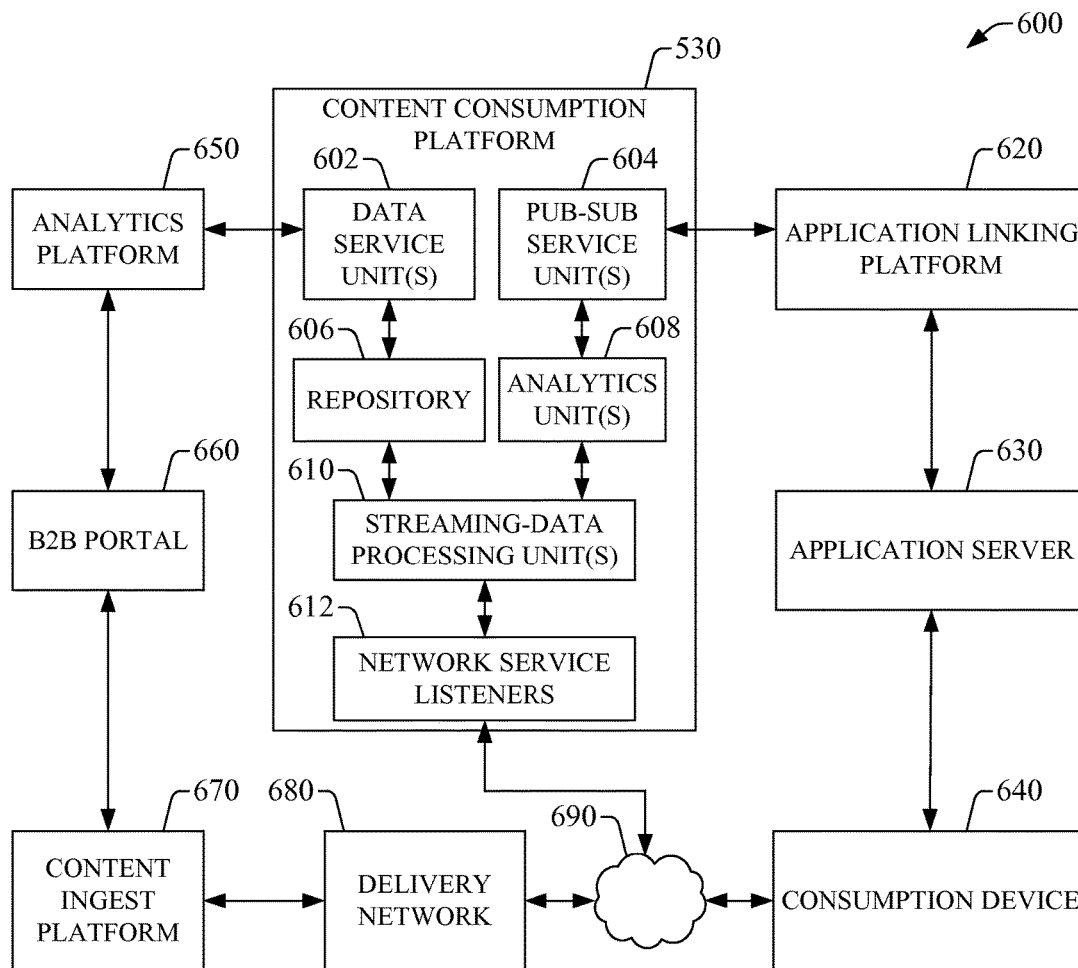 600
530
CONTENT CONSUMPTION
PLATFORM
650
602
604
620
ANALYTICS
PLATFORM
DATA
SERVICE
UNIT(S)
PUB-SUB
SERVICE
UNIT(S)
APPLICATION LINKING
PLATFORM
606
608
REPOSITORY
ANALYTICS
UNIT(S)
660
610
630
B2B PORTAL
STREAMING-DATA
PROCESSING UNIT(S)
APPLICATION SERVER
612
NETWORK SERVICE
LISTENERS
670
680
690
640
CONTENT
INGEST
PLATFORM
DELIVERY
NETWORK
CONSUMPTION DEVICE